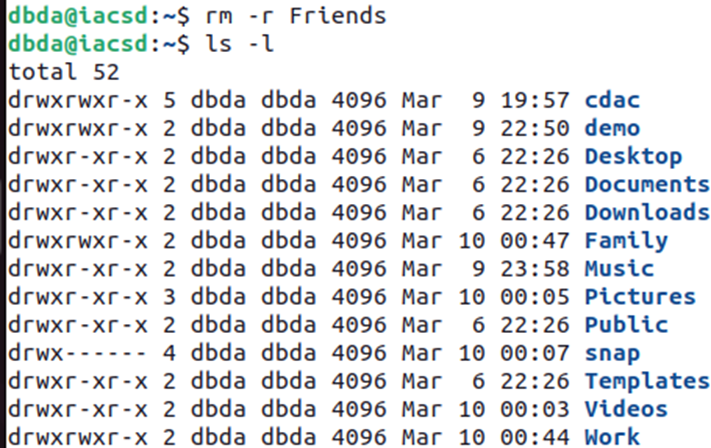 dbda@iacsd:~$ rm -r Friends
dbda@iacsd:~$ ls -l
total 52
drwxrwxr-x 5 dbda dbda 4096 Mar  9 19:57 cdac
drwxrwxr-x 2 dbda dbda 4096 Mar  9 22:50 demo
drwxr-xr-x 2 dbda dbda 4096 Mar  6 22:26 Desktop
drwxr-xr-x 2 dbda dbda 4096 Mar  6 22:26 Documents
drwxr-xr-x 2 dbda dbda 4096 Mar  6 22:26 Downloads
drwxrwxr-x 2 dbda dbda 4096 Mar 10 00:47 Family
drwxr-xr-x 2 dbda dbda 4096 Mar  9 23:58 Music
drwxr-xr-x 3 dbda dbda 4096 Mar 10 00:05 Pictures
drwxr-xr-x 2 dbda dbda 4096 Mar  6 22:26 Public
drwx------ 4 dbda dbda 4096 Mar 10 00:07 snap
drwxr-xr-x 2 dbda dbda 4096 Mar  6 22:26 Templates
drwxr-xr-x 2 dbda dbda 4096 Mar 10 00:03 Videos
drwxrwxr-x 2 dbda dbda 4096 Mar 10 00:44 Work